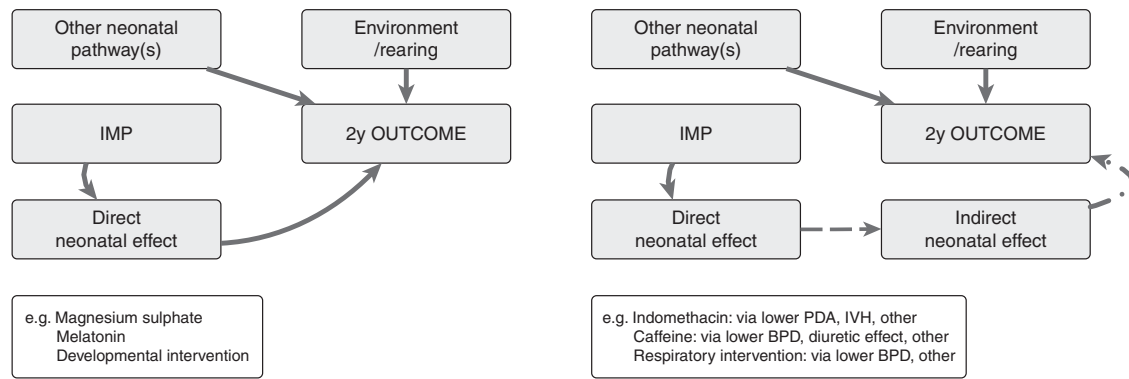 Other neonatal
pathway(s)
Environment
/rearing
IMP
2y OUTCOME
Direct
neonatal effect
e.g. Magnesium sulphate
Melatonin
Developmental intervention
Other neonatal
pathway(s)
Environment
/rearing
IMP
2y OUTCOME
Direct
neonatal effect
Indirect
neonatal effect
e.g. Indomethacin: via lower PDA, IVH, other
Caffeine: via lower BPD, diuretic effect, other
Respiratory intervention: via lower BPD, other